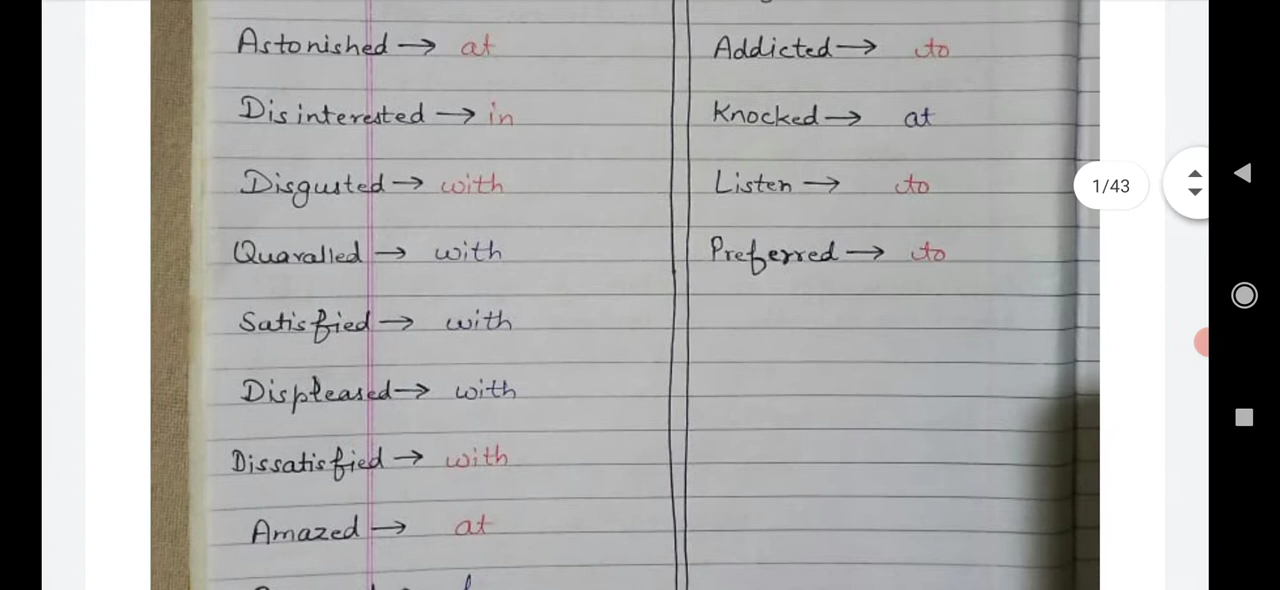 Astonished → at
Disinterested → in
Disgusted → with
Quaralled → with
Satisfied → with
Displeased → with
Dissatisfied → with
Amazed → at
Addicted → to
Knocked → at
Listen → to
Preferred → to
1/43